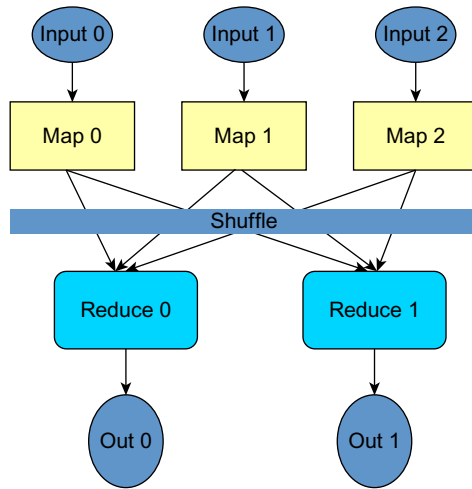 Input 0
Input 1
Input 2
Map 0
Map 1
Map 2
Shuffle
Reduce 0
Reduce 1
Out 0
Out 1